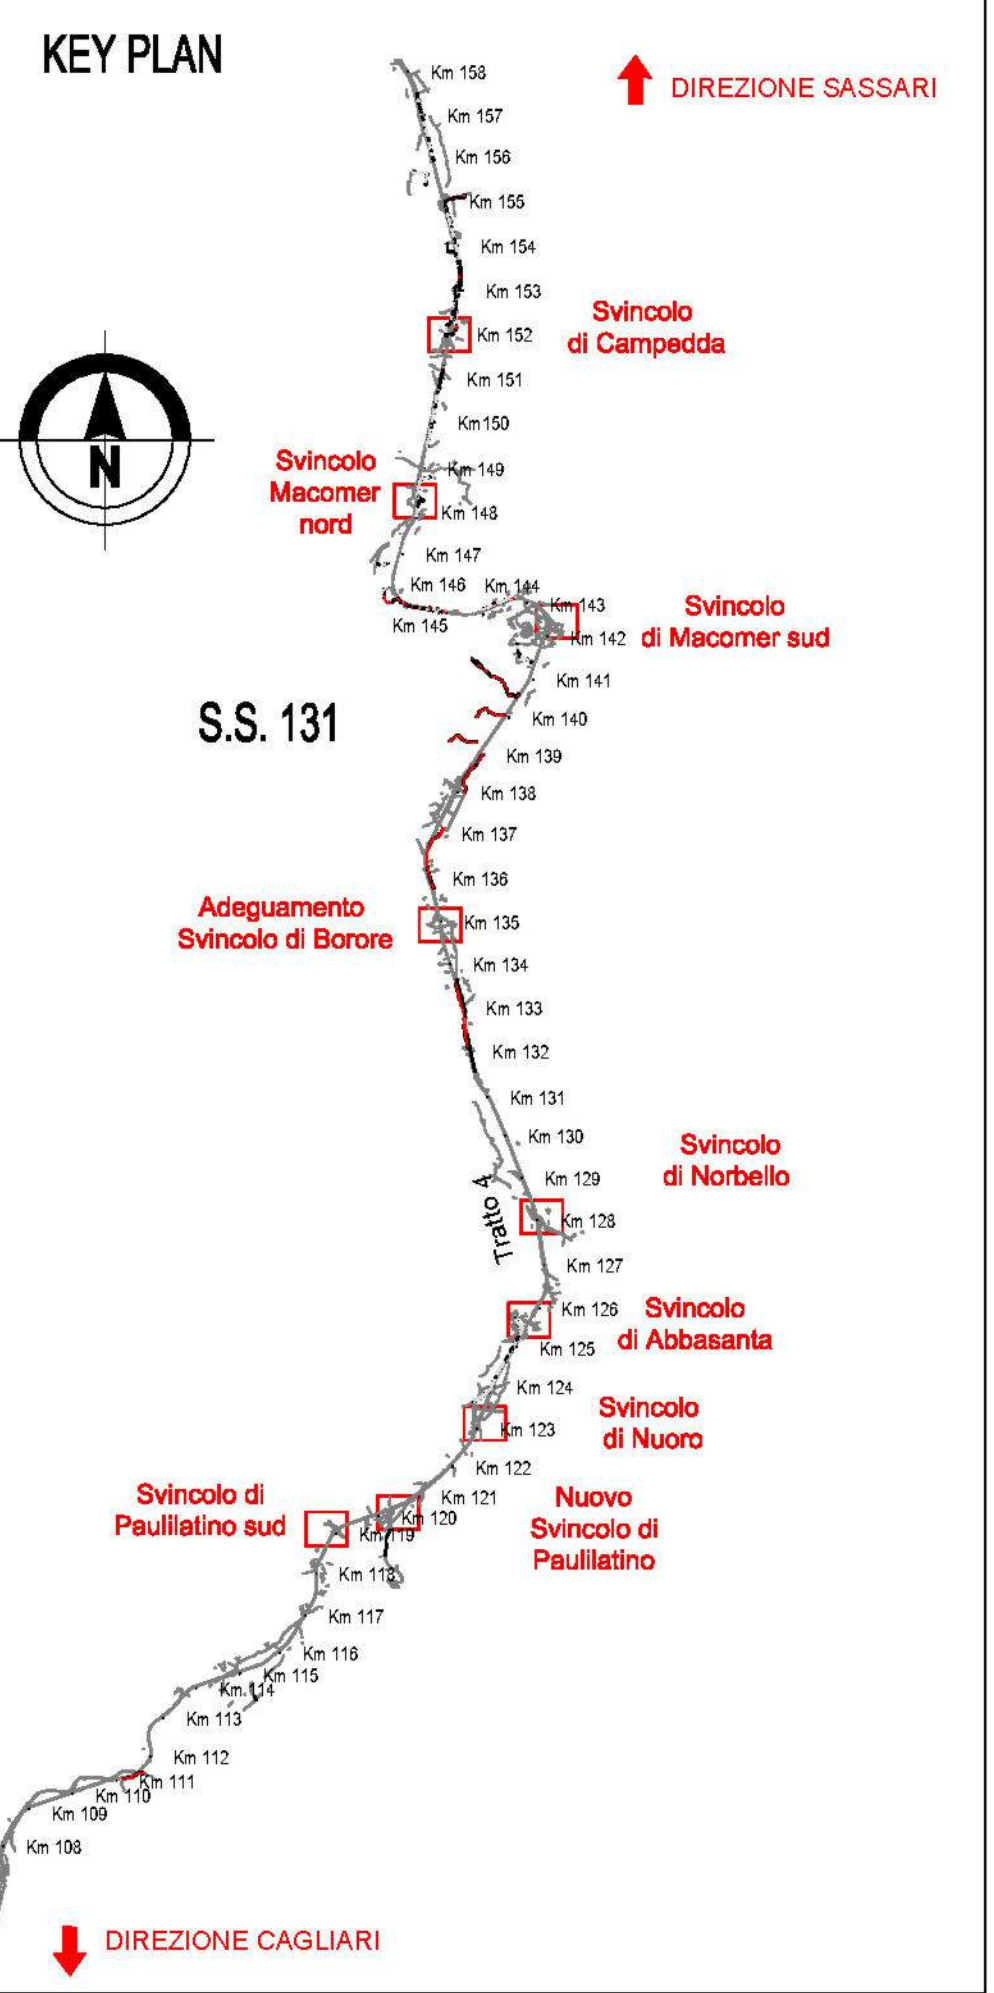 KEY PLAN
DIREZIONE SASSARI
Km 158
Km 157
Km 156
Km 155
Km 154
Km 153
Svincolo
di Campedda
Km 152
Km 151
Km150
N
Svincolo
Macomer
nord
Km 149
Km 148
Km 147
Km 146
Km 144
Km 143
Km 145
Km 142
Svincolo
di Macomer sud
Km 141
S.S. 131
Km 140
Km 139
Km 138
Km 137
Km 136
Adeguamento
Svincolo di Borore
Km 135
Km 134
Km 133
Km 132
Km 131
Km 130
Svincolo
di Norbello
Km 129
Tratto 4
Km 128
Km 127
Km 126
Svincolo
di Abbasanta
Km 125
Km 124
Svincolo
di Nuoro
Km 123
Km 122
Km 121
Svincolo di
Paulilatino sud
Nuovo
Svincolo di
Paulilatino
Km 120
Km 119
Km 118
Km 117
Km 116
Km 115
Km 114
Km 113
Km 112
Km 111
Km 110
Km 109
Km 108
DIREZIONE CAGLIARI